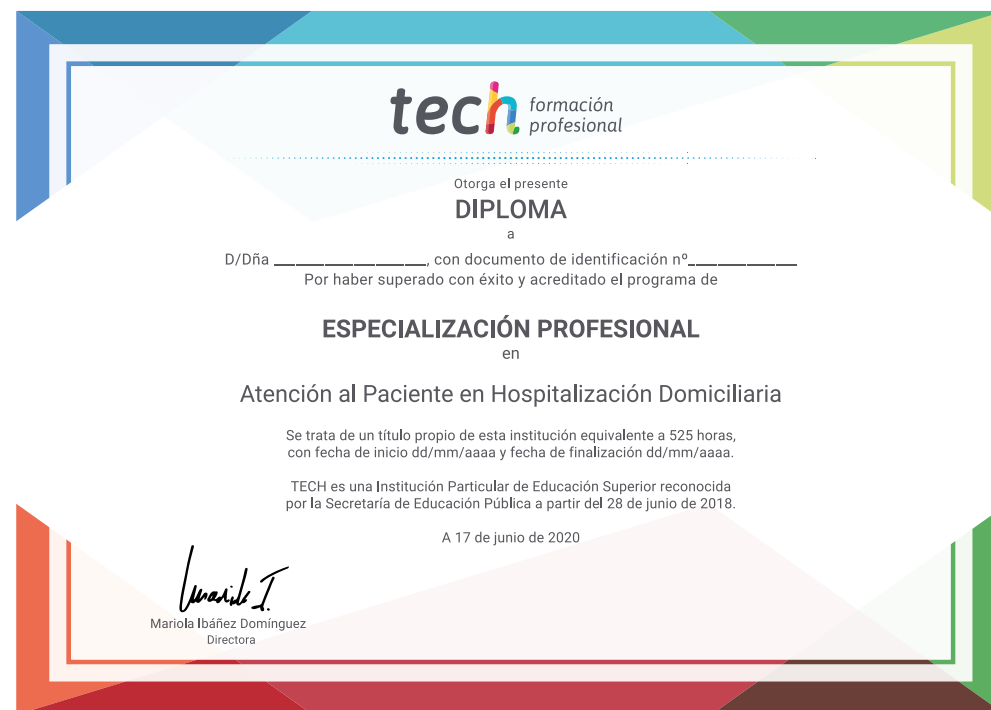 tech formación
profesional
Otorga el presente
DIPLOMA
a
D/Dña ______________, con documento de identificación nº__________
Por haber superado con éxito y acreditado el programa de
ESPECIALIZACIÓN PROFESIONAL
en
Atención al Paciente en Hospitalización Domiciliaria
Se trata de un título propio de esta institución equivalente a 525 horas,
con fecha de inicio dd/mm/aaaa y fecha de finalización dd/mm/aaaa.
TECH es una Institución Particular de Educación Superior reconocida
por la Secretaría de Educación Pública a partir del 28 de junio de 2018.
A 17 de junio de 2020
Mariola I.
Mariola Ibáñez Domínguez
Directora